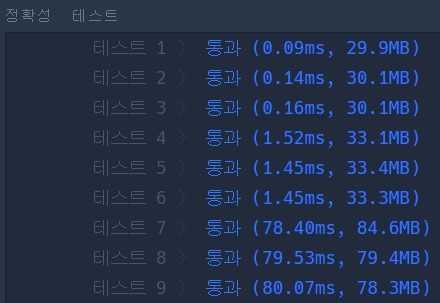 정확성 테스트
테스트 1 > 통과 (0.09ms, 29.9MB)
테스트 2 > 통과 (0.14ms, 30.1MB)
테스트 3 > 통과 (0.16ms, 30.1MB)
테스트 4 > 통과 (1.52ms, 33.1MB)
테스트 5 > 통과 (1.45ms, 33.4MB)
테스트 6 > 통과 (1.45ms, 33.3MB)
테스트 7 > 통과 (78.40ms, 84.6MB)
테스트 8 > 통과 (79.53ms, 79.4MB)
테스트 9 > 통과 (80.07ms, 78.3MB)